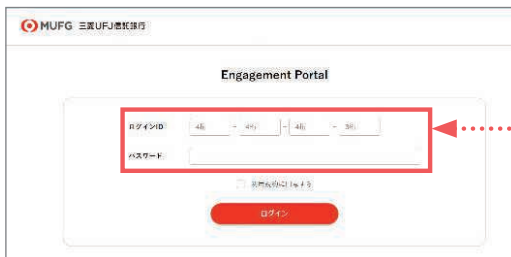 MUFG 三菱UFJ信託銀行
Engagement Portal
ログインID 4桁 - 4桁 - 4桁 - 3桁
パスワード
ログイン